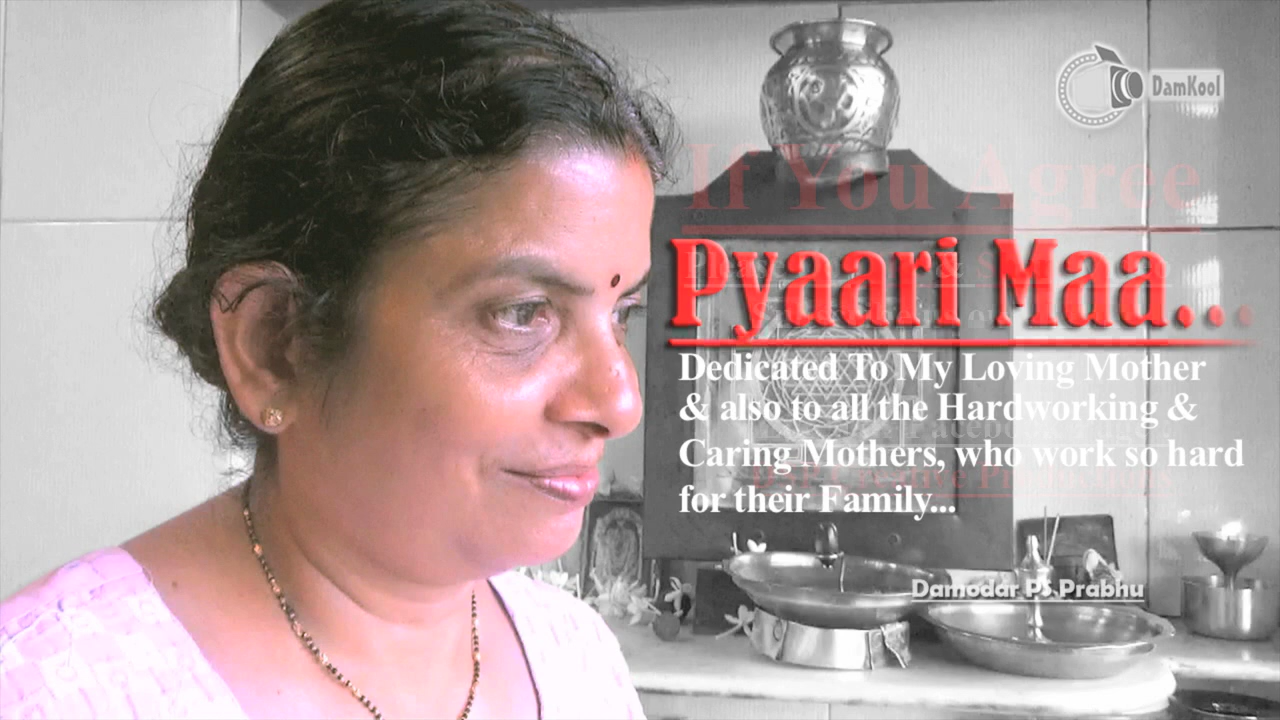 DamKool
If You Agree
Pyaari Maa...
Dedicated To My Loving Mother
& also to all the Hardworking &
Caring Mothers, who work so hard
for their Family...
Damodar PS Prabhu